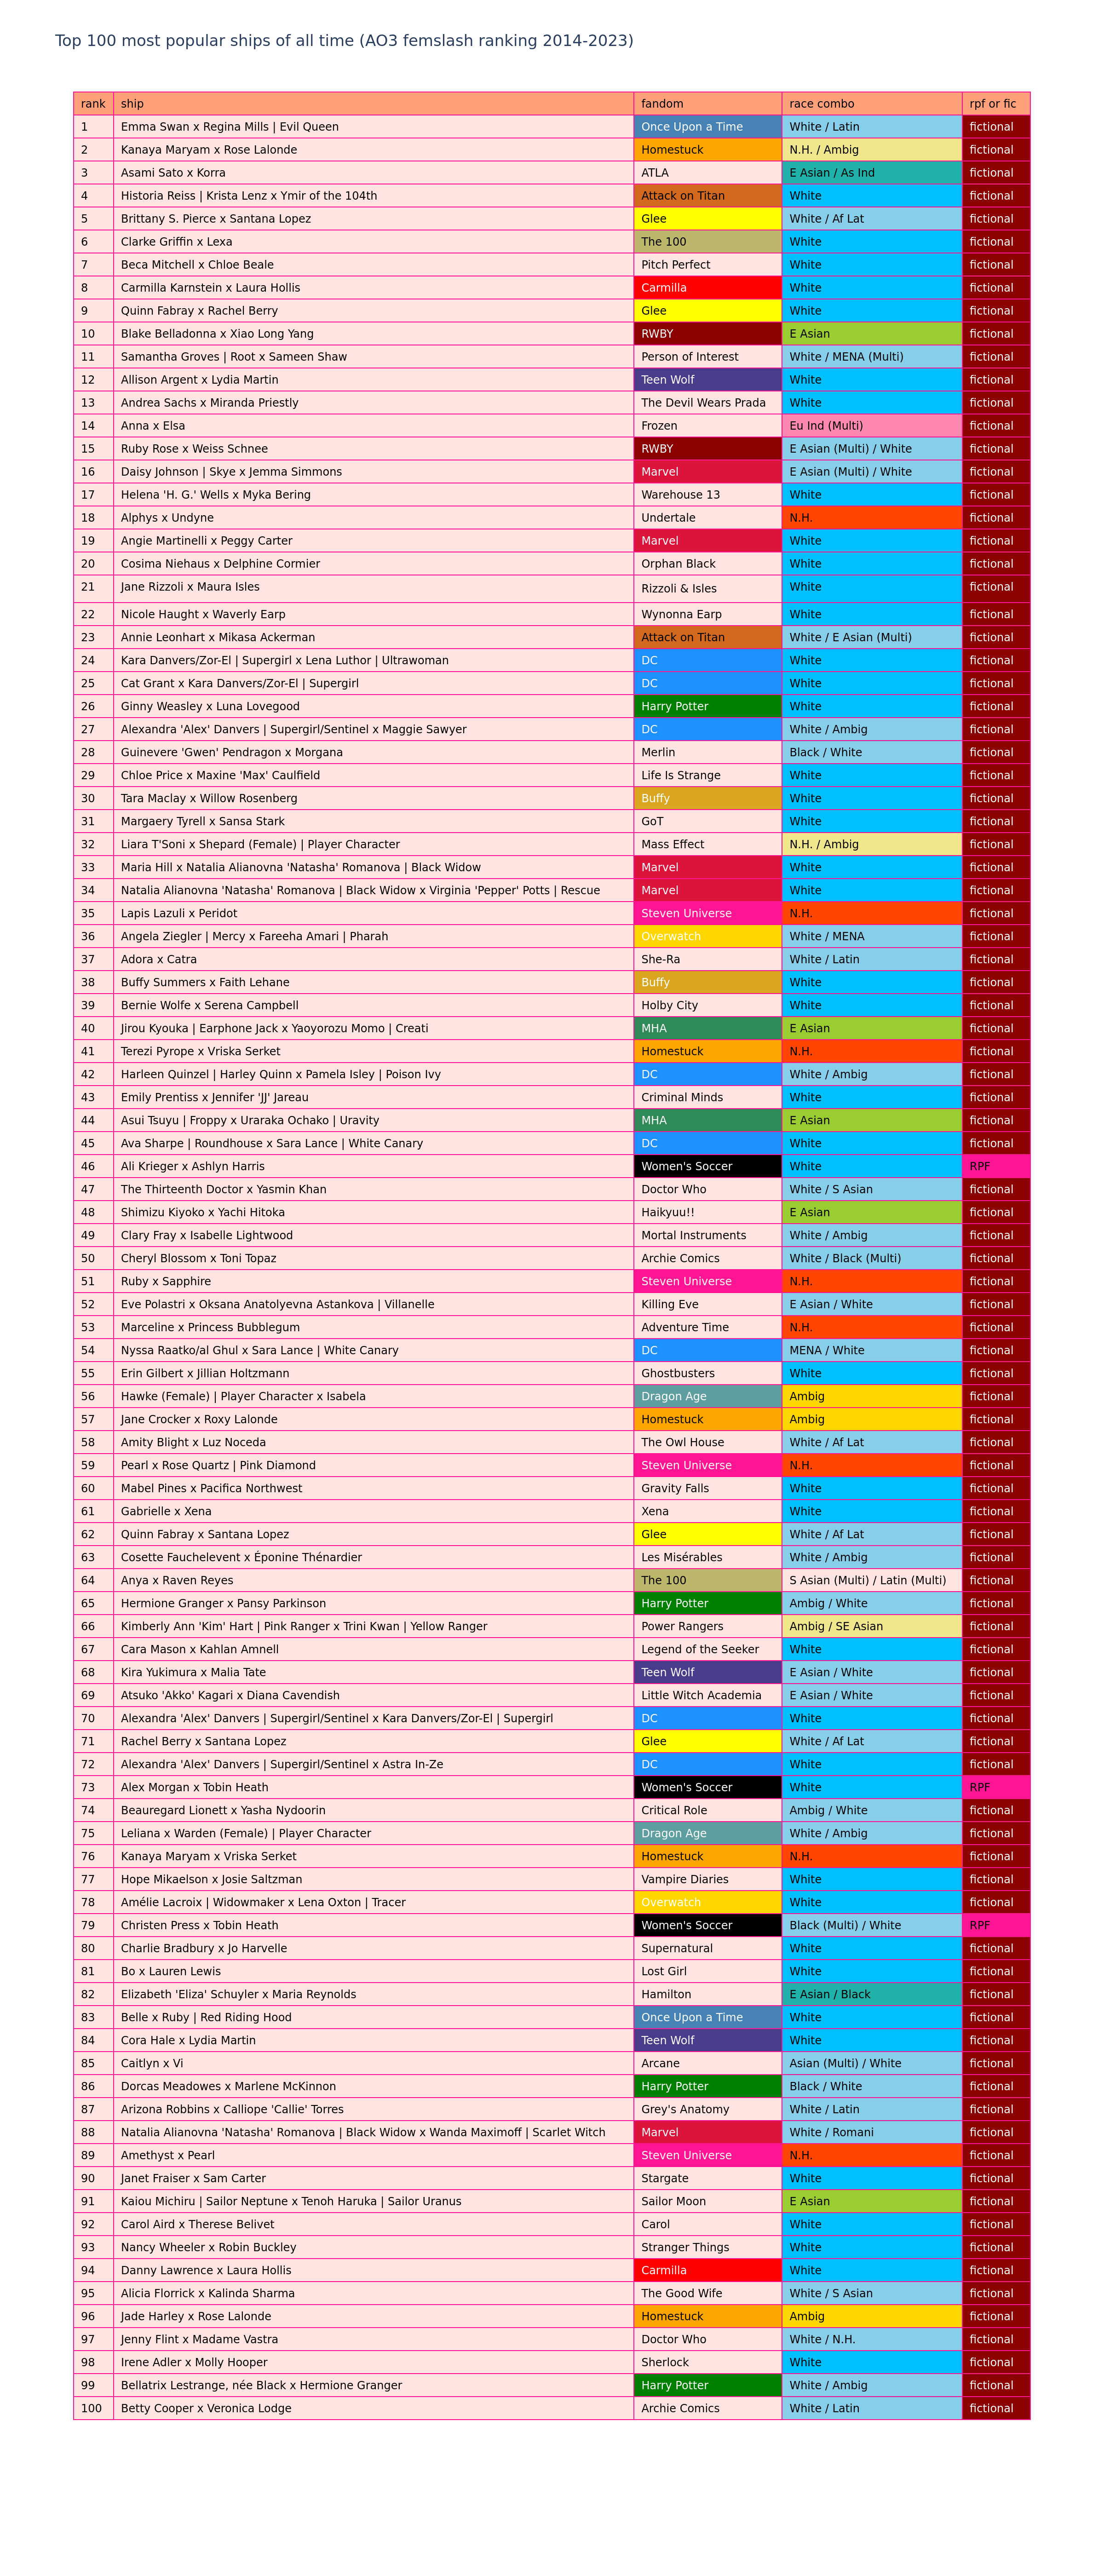 Top 100 most popular ships of all time (AO3 femslash ranking 2014-2023)
rank ship fandom race combo rpf or fic
1 Emma Swan x Regina Mills | Evil Queen Once Upon a Time White / Latin fictional
2 Kanaya Maryam x Rose Lalonde Homestuck N.H. / Ambig fictional
3 Asami Sato x Korra ATLA E Asian / As Ind fictional
4 Historia Reiss | Krista Lenz x Ymir of the 104th Attack on Titan White fictional
5 Brittany S. Pierce x Santana Lopez Glee White / Af Lat fictional
6 Clarke Griffin x Lexa The 100 White fictional
7 Beca Mitchell x Chloe Beale Pitch Perfect White fictional
8 Carmilla Karnstein x Laura Hollis Carmilla White fictional
9 Quinn Fabray x Rachel Berry Glee White fictional
10 Blake Belladonna x Xiao Long Yang RWBY E Asian fictional
11 Samantha Groves | Root x Sameen Shaw Person of Interest White / MENA (Multi) fictional
12 Allison Argent x Lydia Martin Teen Wolf White fictional
13 Andrea Sachs x Miranda Priestly The Devil Wears Prada White fictional
14 Anna x Elsa Frozen Eu Ind (Multi) fictional
15 Ruby Rose x Weiss Schnee RWBY E Asian (Multi) / White fictional
16 Daisy Johnson | Skye x Jemma Simmons Marvel E Asian (Multi) / White fictional
17 Helena 'H. G.' Wells x Myka Bering Warehouse 13 White fictional
18 Alphys x Undyne Undertale N.H. fictional
19 Angie Martinelli x Peggy Carter Marvel White fictional
20 Cosima Niehaus x Delphine Cormier Orphan Black White fictional
21 Jane Rizzoli x Maura Isles Rizzoli & Isles White fictional
22 Nicole Haught x Waverly Earp Wynonna Earp White fictional
23 Annie Leonhart x Mikasa Ackerman Attack on Titan White / E Asian (Multi) fictional
24 Kara Danvers/Zor-El | Supergirl x Lena Luthor | Ultrawoman DC White fictional
25 Cat Grant x Kara Danvers/Zor-El | Supergirl DC White fictional
26 Ginny Weasley x Luna Lovegood Harry Potter White fictional
27 Alexandra 'Alex' Danvers | Supergirl/Sentinel x Maggie Sawyer DC White / Ambig fictional
28 Guinevere 'Gwen' Pendragon x Morgana Merlin Black / White fictional
29 Chloe Price x Maxine 'Max' Caulfield Life Is Strange White fictional
30 Tara Maclay x Willow Rosenberg Buffy White fictional
31 Margaery Tyrell x Sansa Stark GoT White fictional
32 Liara T'Soni x Shepard (Female) | Player Character Mass Effect N.H. / Ambig fictional
33 Maria Hill x Natalia Alianovna 'Natasha' Romanova | Black Widow Marvel White fictional
34 Natalia Alianovna 'Natasha' Romanova | Black Widow x Virginia 'Pepper' Potts | Rescue Marvel White fictional
35 Lapis Lazuli x Peridot Steven Universe N.H. fictional
36 Angela Ziegler | Mercy x Fareeha Amari | Pharah Overwatch White / MENA fictional
37 Adora x Catra She-Ra White / Latin fictional
38 Buffy Summers x Faith Lehane Buffy White fictional
39 Bernie Wolfe x Serena Campbell Holby City White fictional
40 Jirou Kyouka | Earphone Jack x Yaoyorozu Momo | Creati MHA E Asian fictional
41 Terezi Pyrope x Vriska Serket Homestuck N.H. fictional
42 Harleen Quinzel | Harley Quinn x Pamela Isley | Poison Ivy DC White / Ambig fictional
43 Emily Prentiss x Jennifer 'JJ' Jareau Criminal Minds White fictional
44 Asui Tsuyu | Froppy x Uraraka Ochako | Uravity MHA E Asian fictional
45 Ava Sharpe | Roundhouse x Sara Lance | White Canary DC White fictional
46 Ali Krieger x Ashlyn Harris Women's Soccer White RPF
47 The Thirteenth Doctor x Yasmin Khan Doctor Who White / S Asian fictional
48 Shimizu Kiyoko x Yachi Hitoka Haikyuu!! E Asian fictional
49 Clary Fray x Isabelle Lightwood Mortal Instruments White / Ambig fictional
50 Cheryl Blossom x Toni Topaz Archie Comics White / Black (Multi) fictional
51 Ruby x Sapphire Steven Universe N.H. fictional
52 Eve Polastri x Oksana Anatolyevna Astankova | Villanelle Killing Eve E Asian / White fictional
53 Marceline x Princess Bubblegum Adventure Time N.H. fictional
54 Nyssa Raatko/al Ghul x Sara Lance | White Canary DC MENA / White fictional
55 Erin Gilbert x Jillian Holtzmann Ghostbusters White fictional
56 Hawke (Female) | Player Character x Isabela Dragon Age Ambig fictional
57 Jane Crocker x Roxy Lalonde Homestuck Ambig fictional
58 Amity Blight x Luz Noceda The Owl House White / Af Lat fictional
59 Pearl x Rose Quartz | Pink Diamond Steven Universe N.H. fictional
60 Mabel Pines x Pacifica Northwest Gravity Falls White fictional
61 Gabrielle x Xena Xena White fictional
62 Quinn Fabray x Santana Lopez Glee White / Af Lat fictional
63 Cosette Fauchelevent x Éponine Thénardier Les Misérables White / Ambig fictional
64 Anya x Raven Reyes The 100 S Asian (Multi) / Latin (Multi) fictional
65 Hermione Granger x Pansy Parkinson Harry Potter Ambig / White fictional
66 Kimberly Ann 'Kim' Hart | Pink Ranger x Trini Kwan | Yellow Ranger Power Rangers Ambig / SE Asian fictional
67 Cara Mason x Kahlan Amnell Legend of the Seeker White fictional
68 Kira Yukimura x Malia Tate Teen Wolf E Asian / White fictional
69 Atsuko 'Akko' Kagari x Diana Cavendish Little Witch Academia E Asian / White fictional
70 Alexandra 'Alex' Danvers | Supergirl/Sentinel x Kara Danvers/Zor-El | Supergirl DC White fictional
71 Rachel Berry x Santana Lopez Glee White / Af Lat fictional
72 Alexandra 'Alex' Danvers | Supergirl/Sentinel x Astra In-Ze DC White fictional
73 Alex Morgan x Tobin Heath Women's Soccer White RPF
74 Beauregard Lionett x Yasha Nydoorin Critical Role Ambig / White fictional
75 Leliana x Warden (Female) | Player Character Dragon Age White / Ambig fictional
76 Kanaya Maryam x Vriska Serket Homestuck N.H. fictional
77 Hope Mikaelson x Josie Saltzman Vampire Diaries White fictional
78 Amélie Lacroix | Widowmaker x Lena Oxton | Tracer Overwatch White fictional
79 Christen Press x Tobin Heath Women's Soccer Black (Multi) / White RPF
80 Charlie Bradbury x Jo Harvelle Supernatural White fictional
81 Bo x Lauren Lewis Lost Girl White fictional
82 Elizabeth 'Eliza' Schuyler x Maria Reynolds Hamilton E Asian / Black fictional
83 Belle x Ruby | Red Riding Hood Once Upon a Time White fictional
84 Cora Hale x Lydia Martin Teen Wolf White fictional
85 Caitlyn x Vi Arcane Asian (Multi) / White fictional
86 Dorcas Meadowes x Marlene McKinnon Harry Potter Black / White fictional
87 Arizona Robbins x Calliope 'Callie' Torres Grey's Anatomy White / Latin fictional
88 Natalia Alianovna 'Natasha' Romanova | Black Widow x Wanda Maximoff | Scarlet Witch Marvel White / Romani fictional
89 Amethyst x Pearl Steven Universe N.H. fictional
90 Janet Fraiser x Sam Carter Stargate White fictional
91 Kaiou Michiru | Sailor Neptune x Tenoh Haruka | Sailor Uranus Sailor Moon E Asian fictional
92 Carol Aird x Therese Belivet Carol White fictional
93 Nancy Wheeler x Robin Buckley Stranger Things White fictional
94 Danny Lawrence x Laura Hollis Carmilla White fictional
95 Alicia Florrick x Kalinda Sharma The Good Wife White / S Asian fictional
96 Jade Harley x Rose Lalonde Homestuck Ambig fictional
97 Jenny Flint x Madame Vastra Doctor Who White / N.H. fictional
98 Irene Adler x Molly Hooper Sherlock White fictional
99 Bellatrix Lestrange, née Black x Hermione Granger Harry Potter White / Ambig fictional
100 Betty Cooper x Veronica Lodge Archie Comics White / Latin fictional